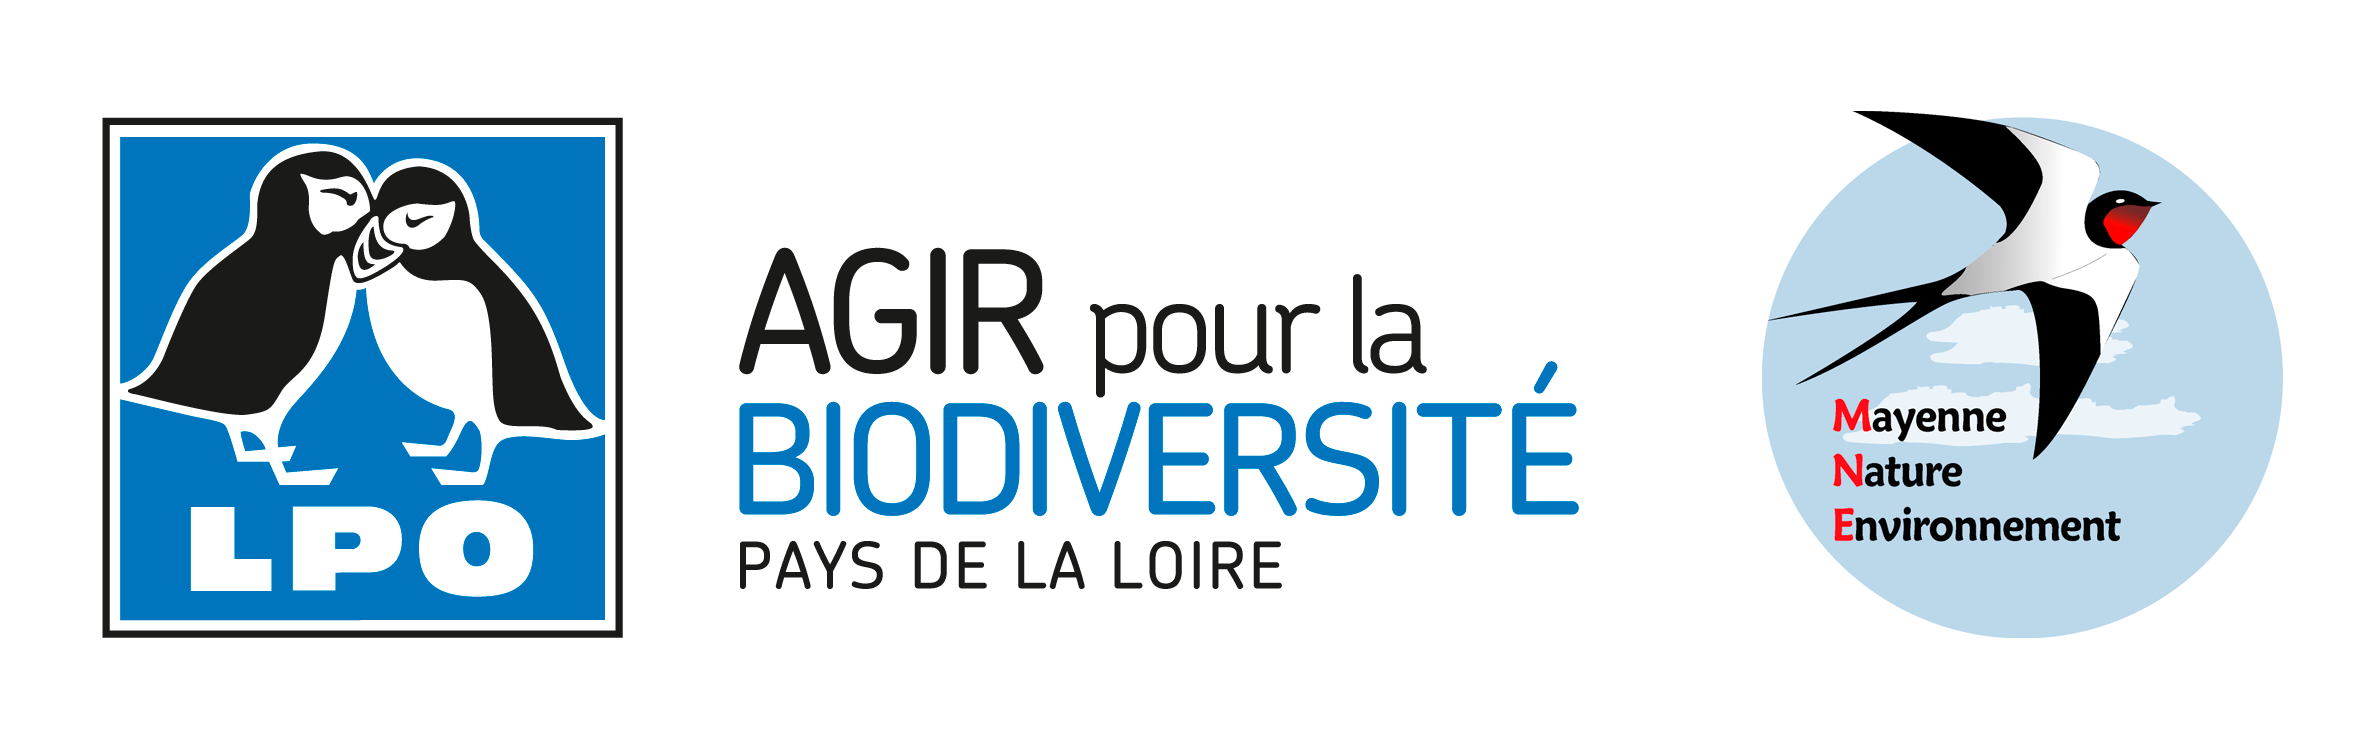 LPO
AGIR pour la
BIODIVERSITÉ
PAYS DE LA LOIRE
Mayenne
Nature
Environnement